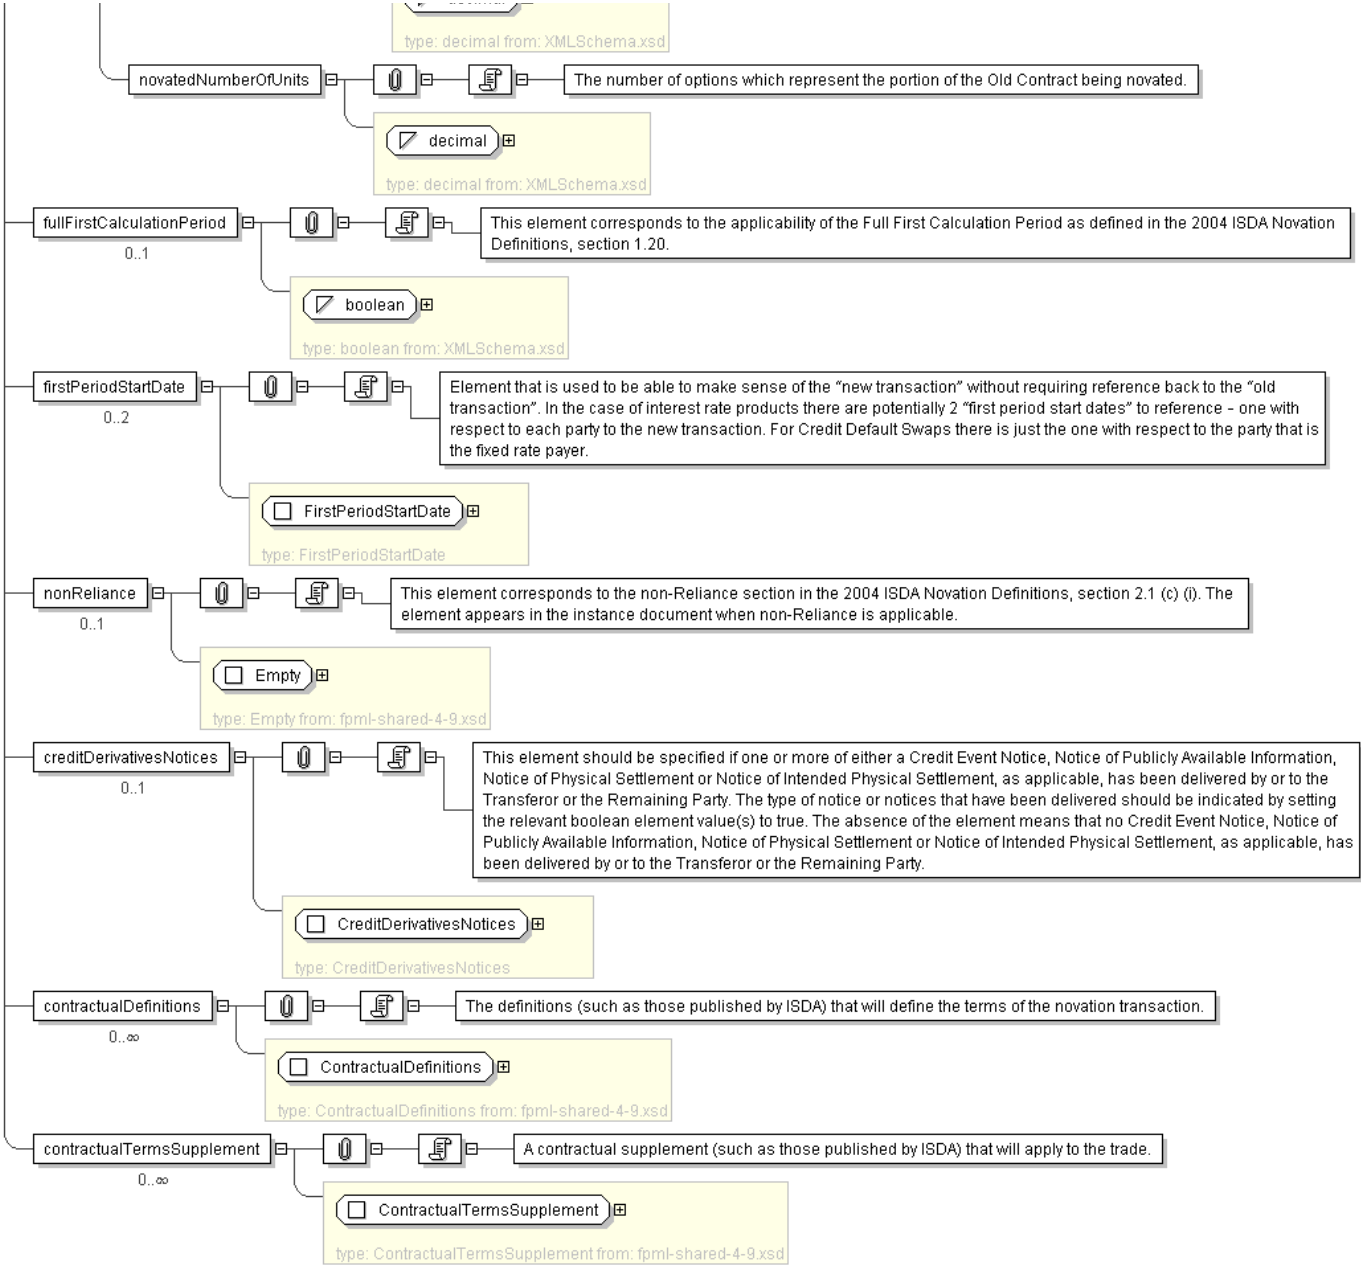 decimal
type: decimal from: XMLSchema.xsd
novatedNumberOfUnits
The number of options which represent the portion of the Old Contract being novated.
decimal
type: decimal from: XMLSchema.xsd
fullFirstCalculationPeriod
0..1
This element corresponds to the applicability of the Full First Calculation Period as defined in the 2004 ISDA Novation
Definitions, section 1.20.
boolean
type: boolean from: XMLSchema.xsd
firstPeriodStartDate
0..2
Element that is used to be able to make sense of the “new transaction” without requiring reference back to the “old
transaction”. In the case of interest rate products there are potentially 2 “first period start dates” to reference – one with
respect to each party to the new transaction. For Credit Default Swaps there is just the one with respect to the party that is
the fixed rate payer.
FirstPeriodStartDate
type: FirstPeriodStartDate
nonReliance
0..1
This element corresponds to the non-Reliance section in the 2004 ISDA Novation Definitions, section 2.1 (c) (i). The
element appears in the instance document when non-Reliance is applicable.
Empty
type: Empty from: fpml-shared-4-9.xsd
creditDerivativesNotices
0..1
This element should be specified if one or more of either a Credit Event Notice, Notice of Publicly Available Information,
Notice of Physical Settlement or Notice of Intended Physical Settlement, as applicable, has been delivered by or to the
Transferor or the Remaining Party. The type of notice or notices that have been delivered should be indicated by setting
the relevant boolean element value(s) to true. The absence of the element means that no Credit Event Notice, Notice of
Publicly Available Information, Notice of Physical Settlement or Notice of Intended Physical Settlement, as applicable, has
been delivered by or to the Transferor or the Remaining Party.
CreditDerivativesNotices
type: CreditDerivativesNotices
contractualDefinitions
0..∞
The definitions (such as those published by ISDA) that will define the terms of the novation transaction.
ContractualDefinitions
type: ContractualDefinitions from: fpml-shared-4-9.xsd
contractualTermsSupplement
0..∞
A contractual supplement (such as those published by ISDA) that will apply to the trade.
ContractualTermsSupplement
type: ContractualTermsSupplement from: fpml-shared-4-9.xsd